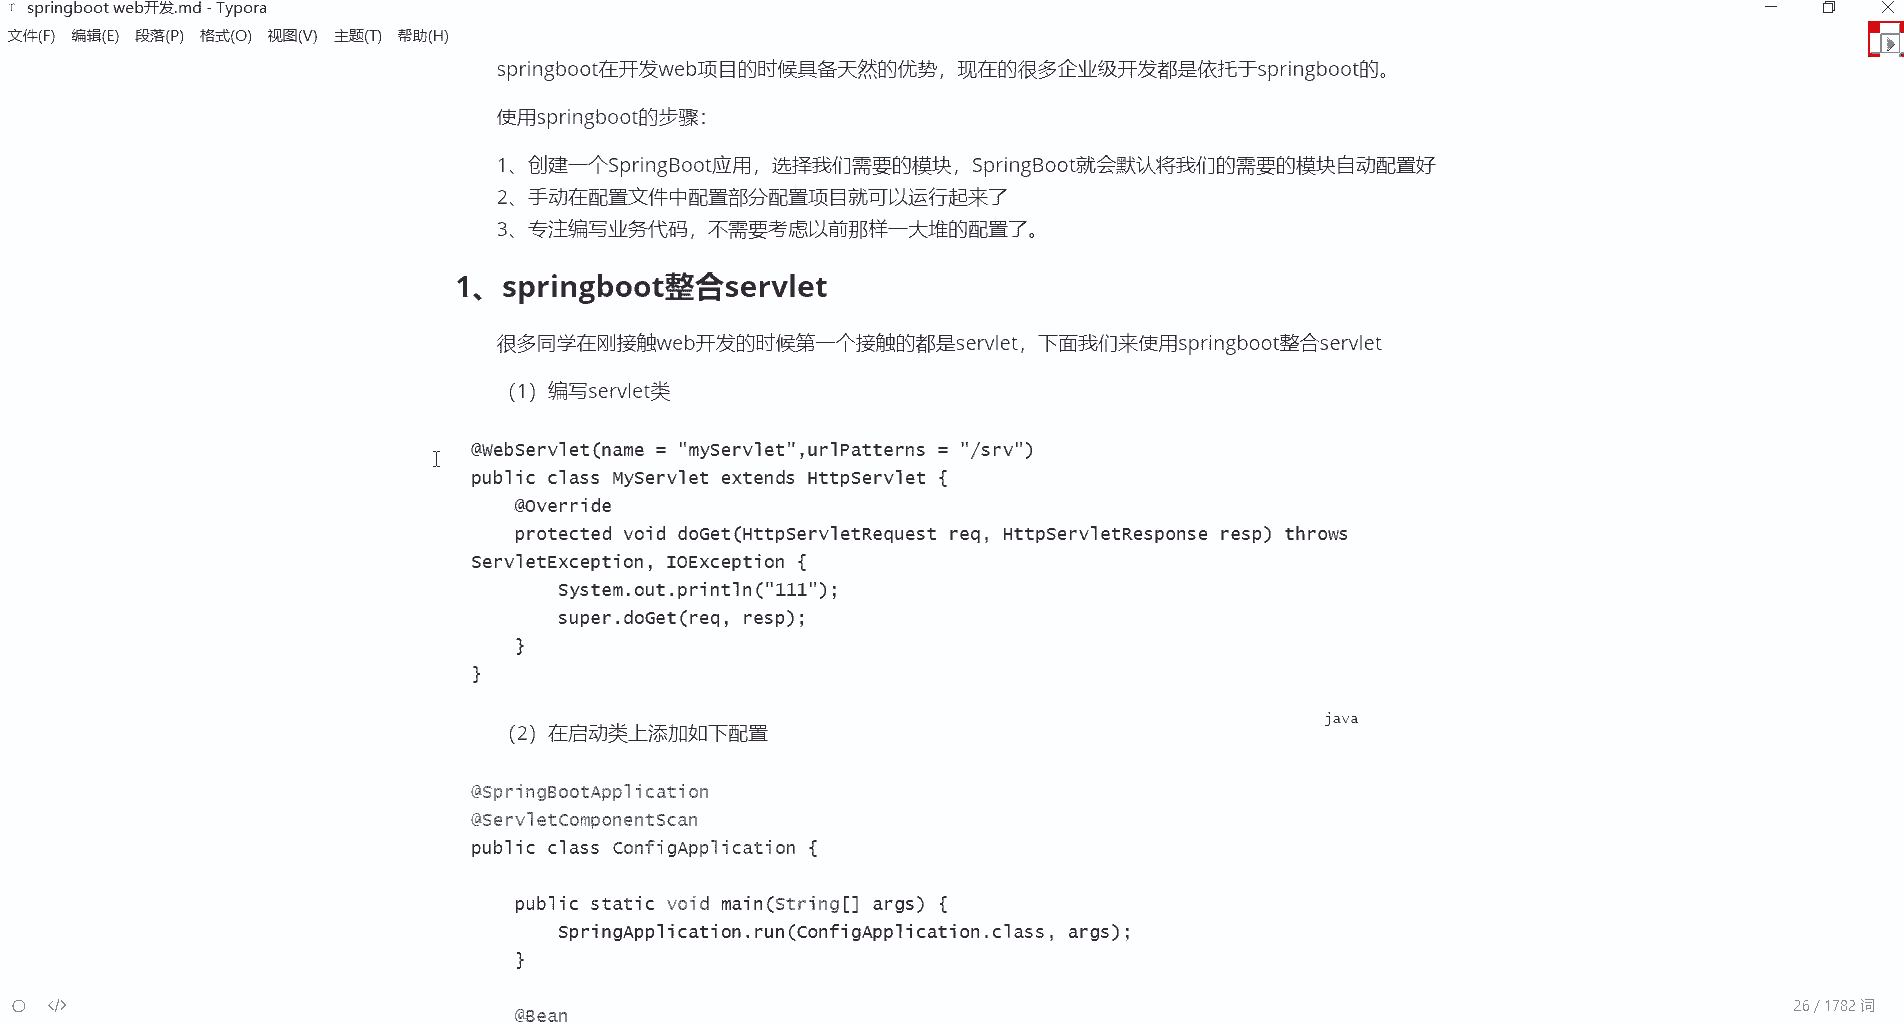 springboot web开发.md - Typora
文件(F) 编辑(E) 段落(P) 格式(O) 视图(V) 主题(T) 帮助(H)
springboot在开发web项目的时候具备天然的优势，现在的很多企业级开发都是依托于springboot的。
使用springboot的步骤：
1、创建一个SpringBoot应用，选择我们需要的模块，SpringBoot就会默认将我们的需要的模块自动配置好
2、手动在配置文件中配置部分配置项目就可以运行起来了
3、专注编写业务代码，不需要考虑以前那样一大堆的配置了。
1、springboot整合servlet
很多同学在刚接触web开发的时候第一个接触的都是servlet，下面我们来使用springboot整合servlet
（1）编写servlet类
@WebServlet(name = "myServlet",urlPatterns = "/srv")
public class MyServlet extends HttpServlet {
    @Override
    protected void doGet(HttpServletRequest req, HttpServletResponse resp) throws
ServletException, IOException {
        System.out.println("111");
        super.doGet(req, resp);
    }
}
java
（2）在启动类上添加如下配置
@SpringBootApplication
@ServletComponentScan
public class ConfigApplication {
    public static void main(String[] args) {
        SpringApplication.run(ConfigApplication.class, args);
    }
    @Bean
</> 26 / 1782 词